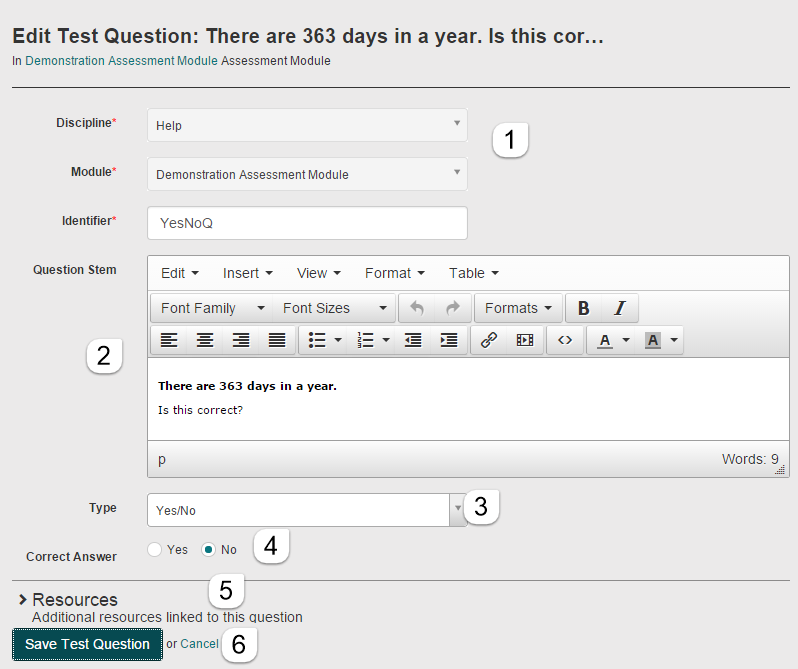 Edit Test Question: There are 363 days in a year. Is this cor...
In Demonstration Assessment Module Assessment Module
Discipline* Help
1
Module* Demonstration Assessment Module
Identifier* YesNoQ
Question Stem
Edit Insert View Format Table
Font Family Font Sizes Formats B I
A A
2
There are 363 days in a year.
Is this correct?
p Words: 9
Type Yes/No 3
Correct Answer Yes No 4
5
Resources
Additional resources linked to this question
Save Test Question or Cancel 6